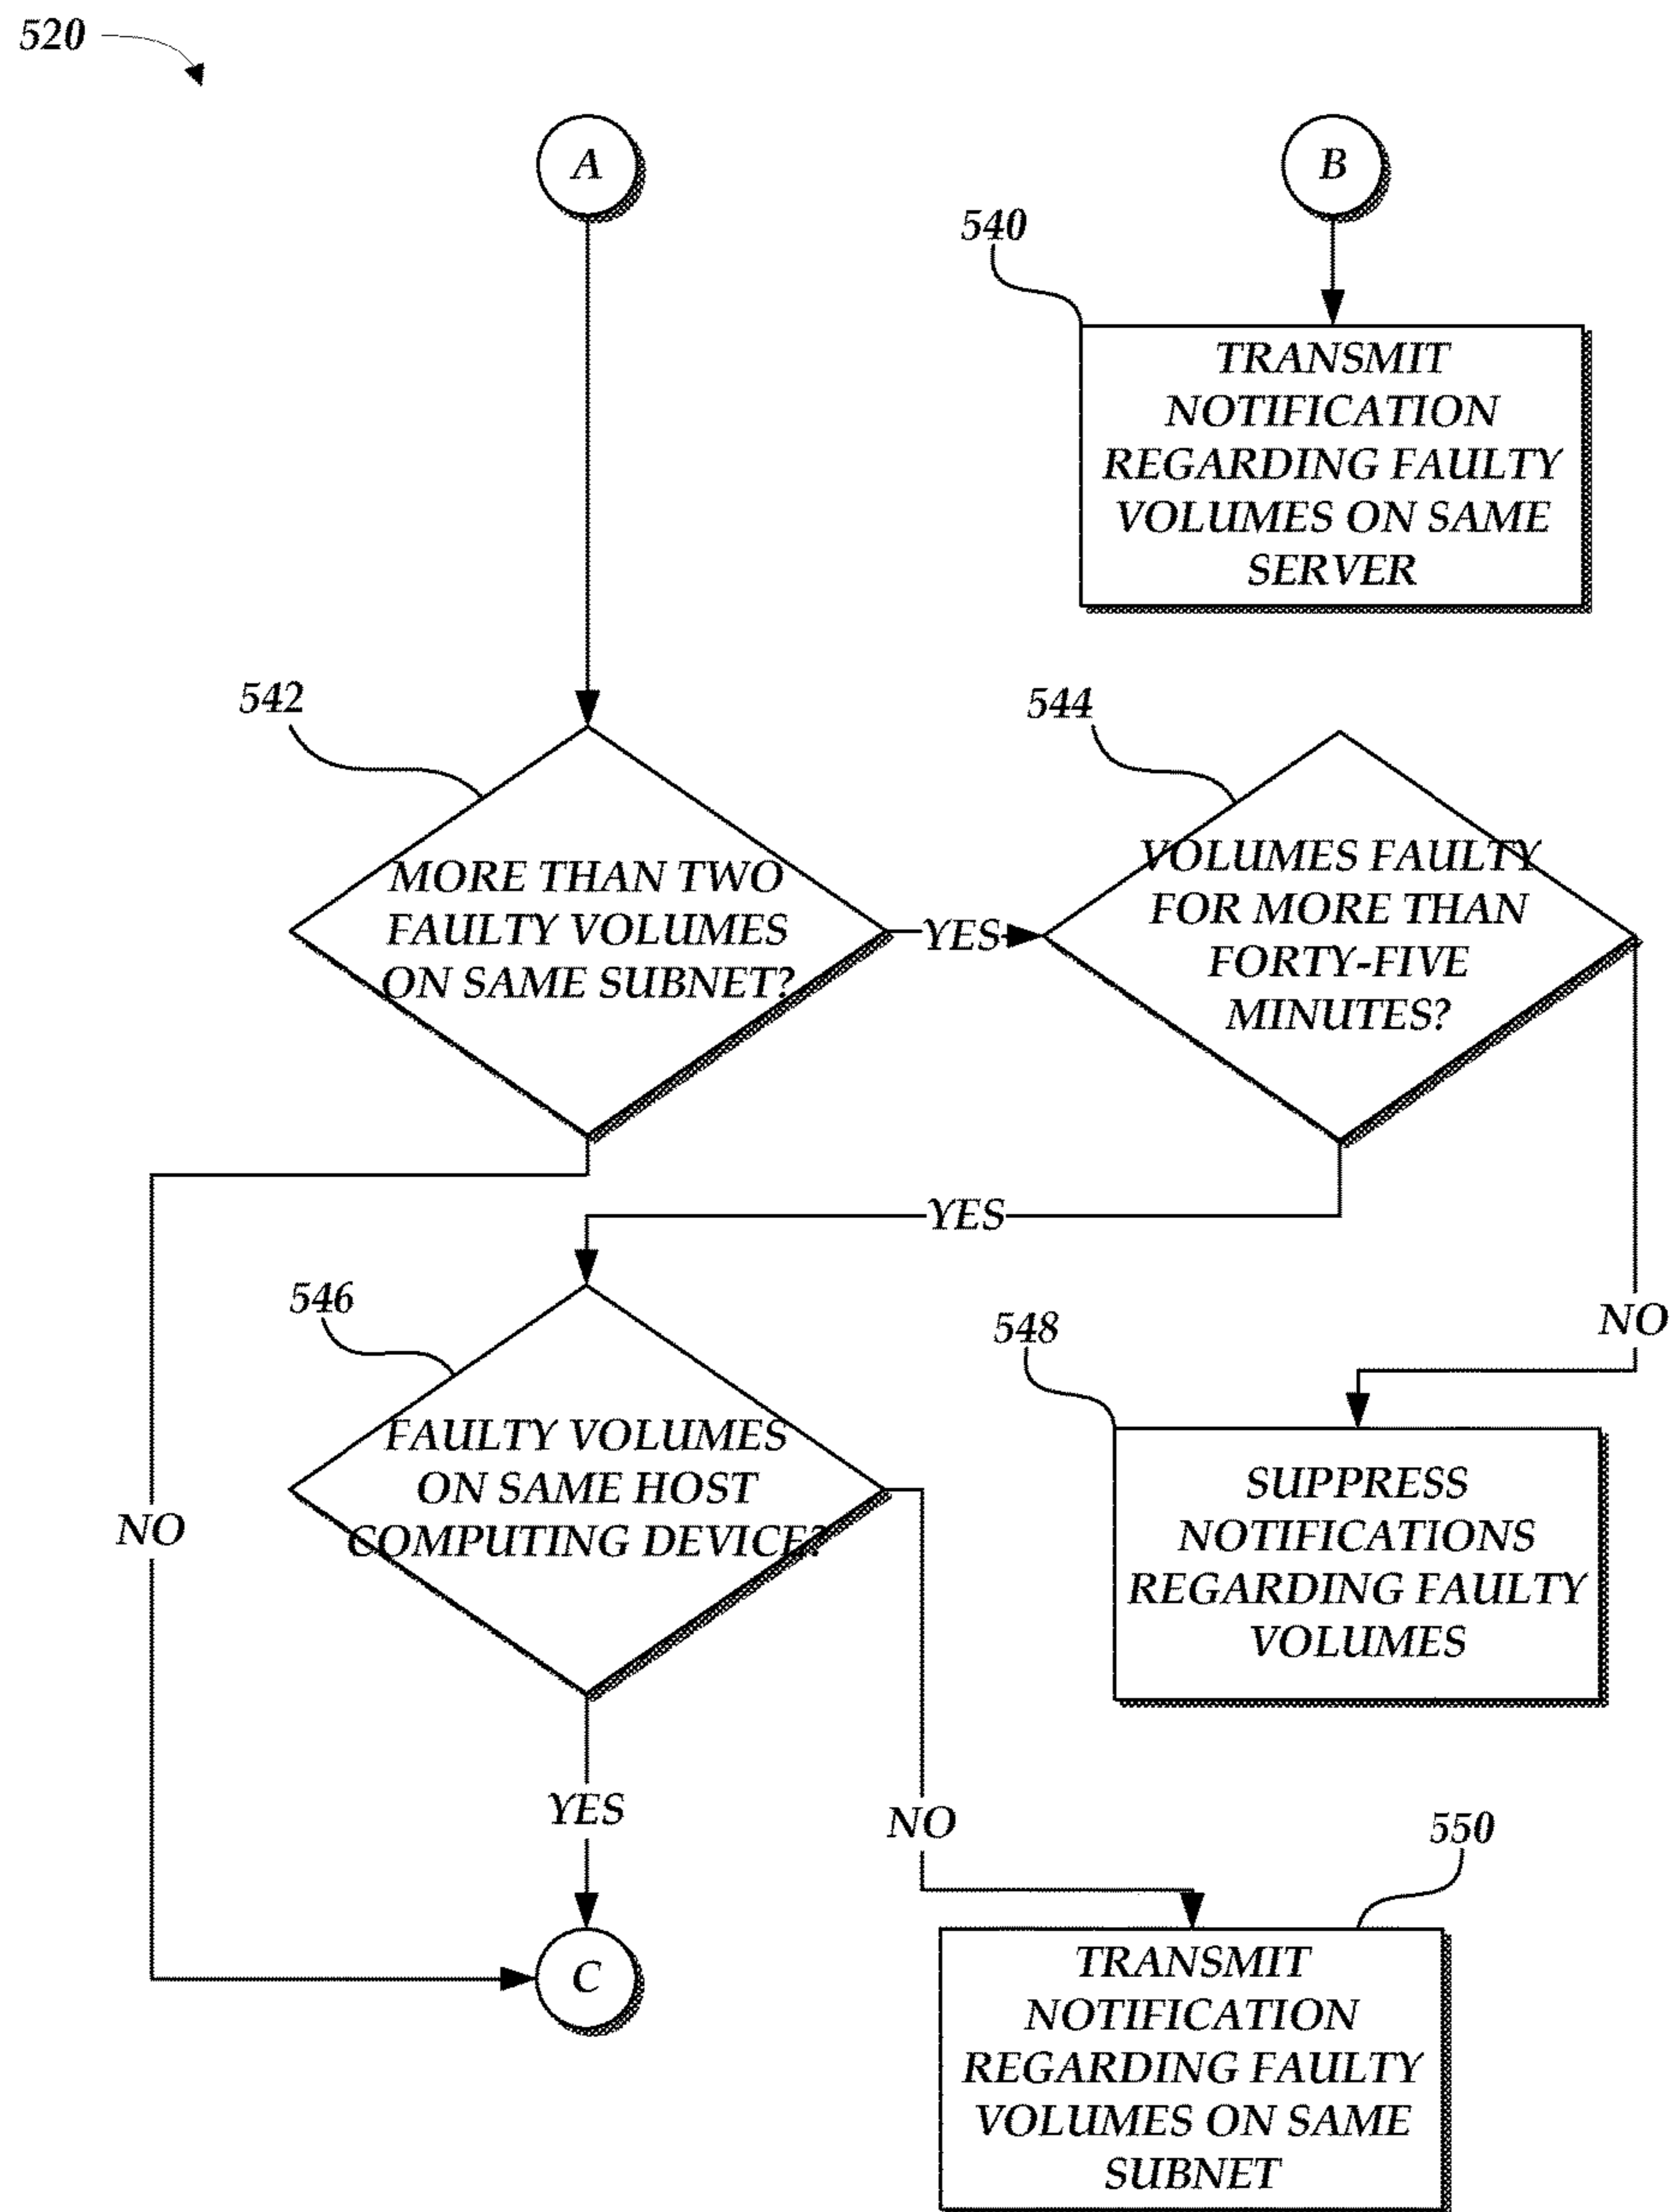 520
A
B
540
TRANSMIT
NOTIFICATION
REGARDING FAULTY
VOLUMES ON SAME
SERVER
542
MORE THAN TWO
FAULTY VOLUMES
ON SAME SUBNET?
YES
544
VOLUMES FAULTY
FOR MORE THAN
FORTY-FIVE
MINUTES?
YES
NO
546
FAULTY VOLUMES
ON SAME HOST
COMPUTING DEVICE?
NO
548
SUPPRESS
NOTIFICATIONS
REGARDING FAULTY
VOLUMES
YES
NO
C
550
TRANSMIT
NOTIFICATION
REGARDING FAULTY
VOLUMES ON SAME
SUBNET